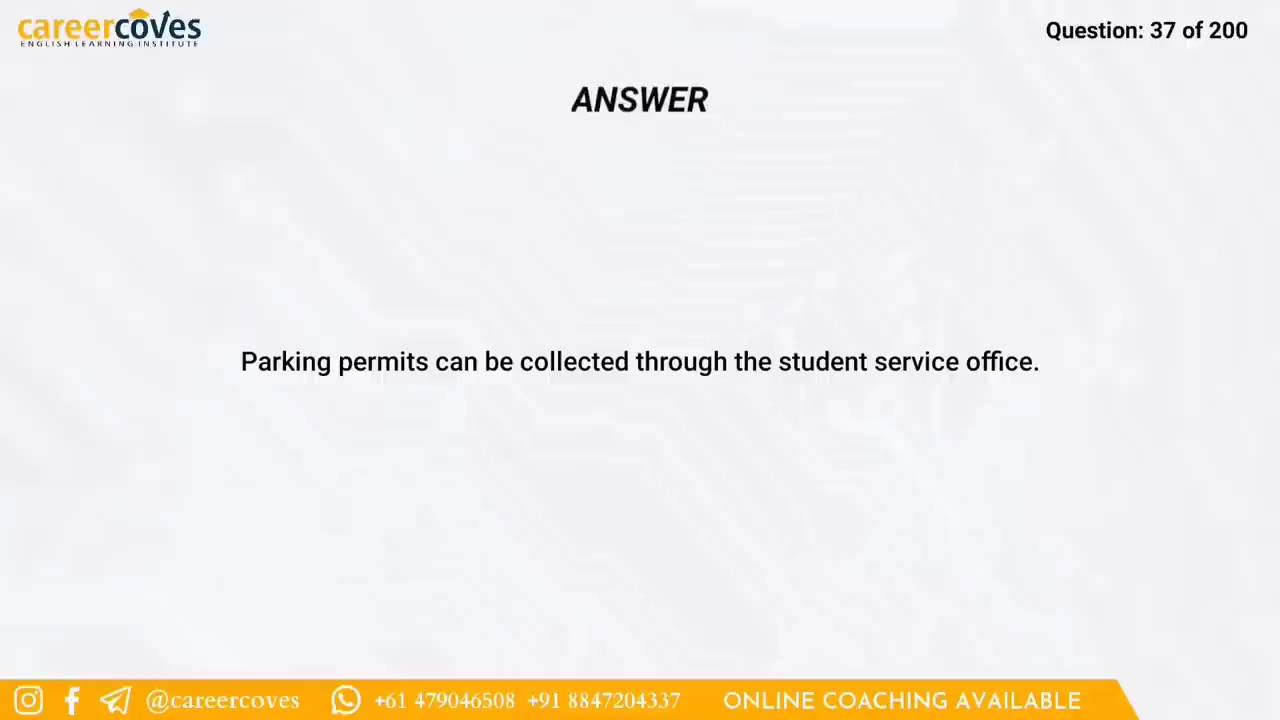 careercoves
ENGLISH LEARNING INSTITUTE
Question: 37 of 200
ANSWER
Parking permits can be collected through the student service office.
@careercoves +61 479046508 +91 8847204337 ONLINE COACHING AVAILABLE